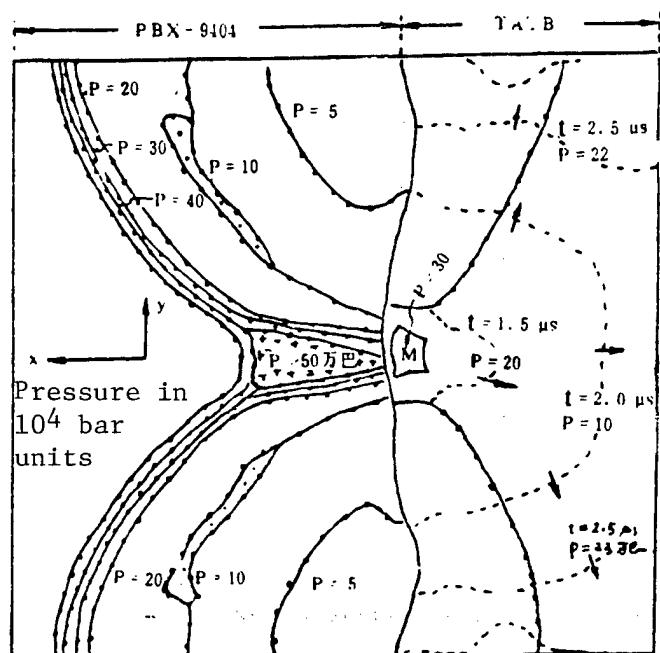 PBX-9404
TA.B
P = 20
P = 5
t = 2.5 μs
P = 22
P = 30
P = 10
P = 40
P = 30
y
x
t = 1.5 μs
P = 50万巴
M
P = 20
Pressure in
10⁴ bar
units
t = 2.0 μs
P = 10
t = 2.5 μs
P = 20
P = 10
P = 5